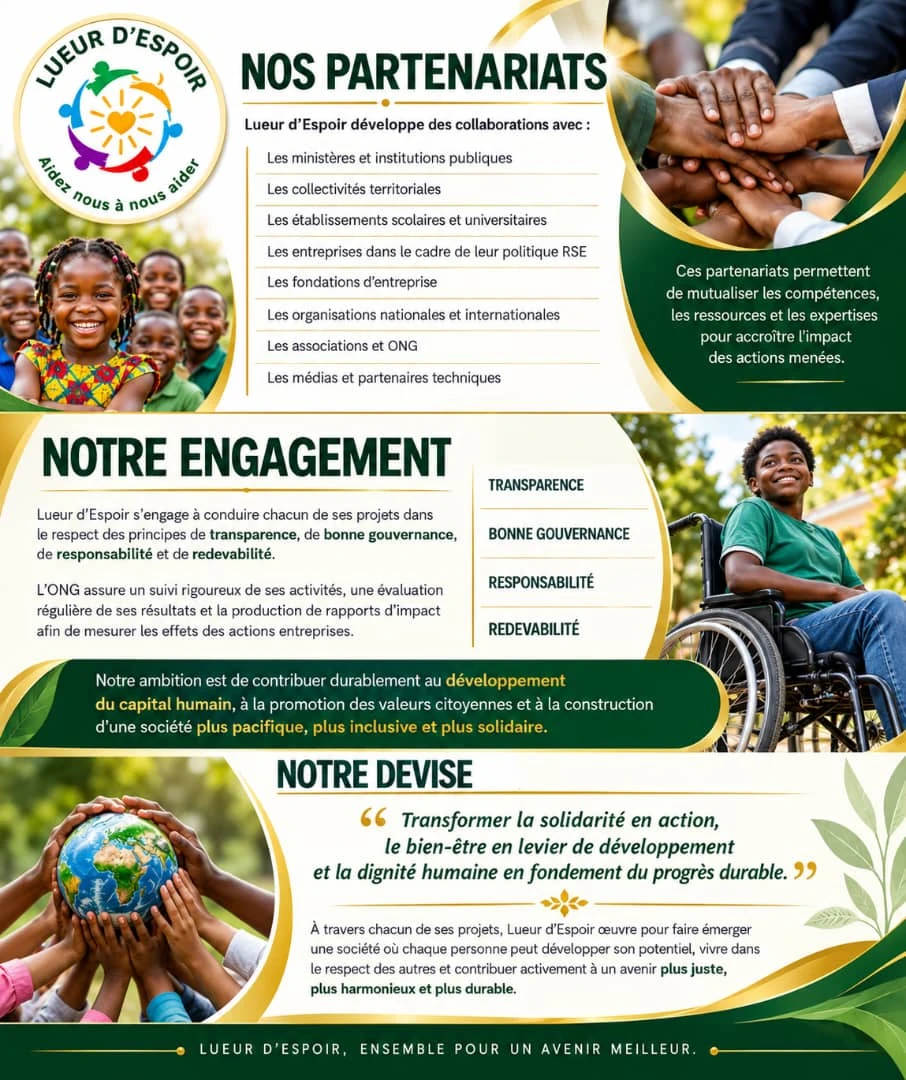 LUEUR D'ESPOIR
Aidez nous à nous aider
NOS PARTENARIATS
Lueur d'Espoir développe des collaborations avec :
Les ministères et institutions publiques
Les collectivités territoriales
Les établissements scolaires et universitaires
Les entreprises dans le cadre de leur politique RSE
Les fondations d'entreprise
Les organisations nationales et internationales
Les associations et ONG
Les médias et partenaires techniques
Ces partenariats permettent
de mutualiser les compétences,
les ressources et les expertises
pour accroître l'impact
des actions menées.
NOTRE ENGAGEMENT
Lueur d'Espoir s'engage à conduire chacun de ses projets dans
le respect des principes de transparence, de bonne gouvernance,
de responsabilité et de redevabilité.
L'ONG assure un suivi rigoureux de ses activités, une évaluation
régulière de ses résultats et la production de rapports d'impact
afin de mesurer les effets des actions entreprises.
TRANSPARENCE
BONNE GOUVERNANCE
RESPONSABILITÉ
REDEVABILITÉ
Notre ambition est de contribuer durablement au développement
du capital humain, à la promotion des valeurs citoyennes et à la construction
d'une société plus pacifique, plus inclusive et plus solidaire.
NOTRE DEVISE
“ Transformer la solidarité en action,
le bien-être en levier de développement
et la dignité humaine en fondement du progrès durable. ”
À travers chacun de ses projets, Lueur d'Espoir œuvre pour faire émerger
une société où chaque personne peut développer son potentiel, vivre dans
le respect des autres et contribuer activement à un avenir plus juste,
plus harmonieux et plus durable.
LUEUR D'ESPOIR, ENSEMBLE POUR UN AVENIR MEILLEUR.